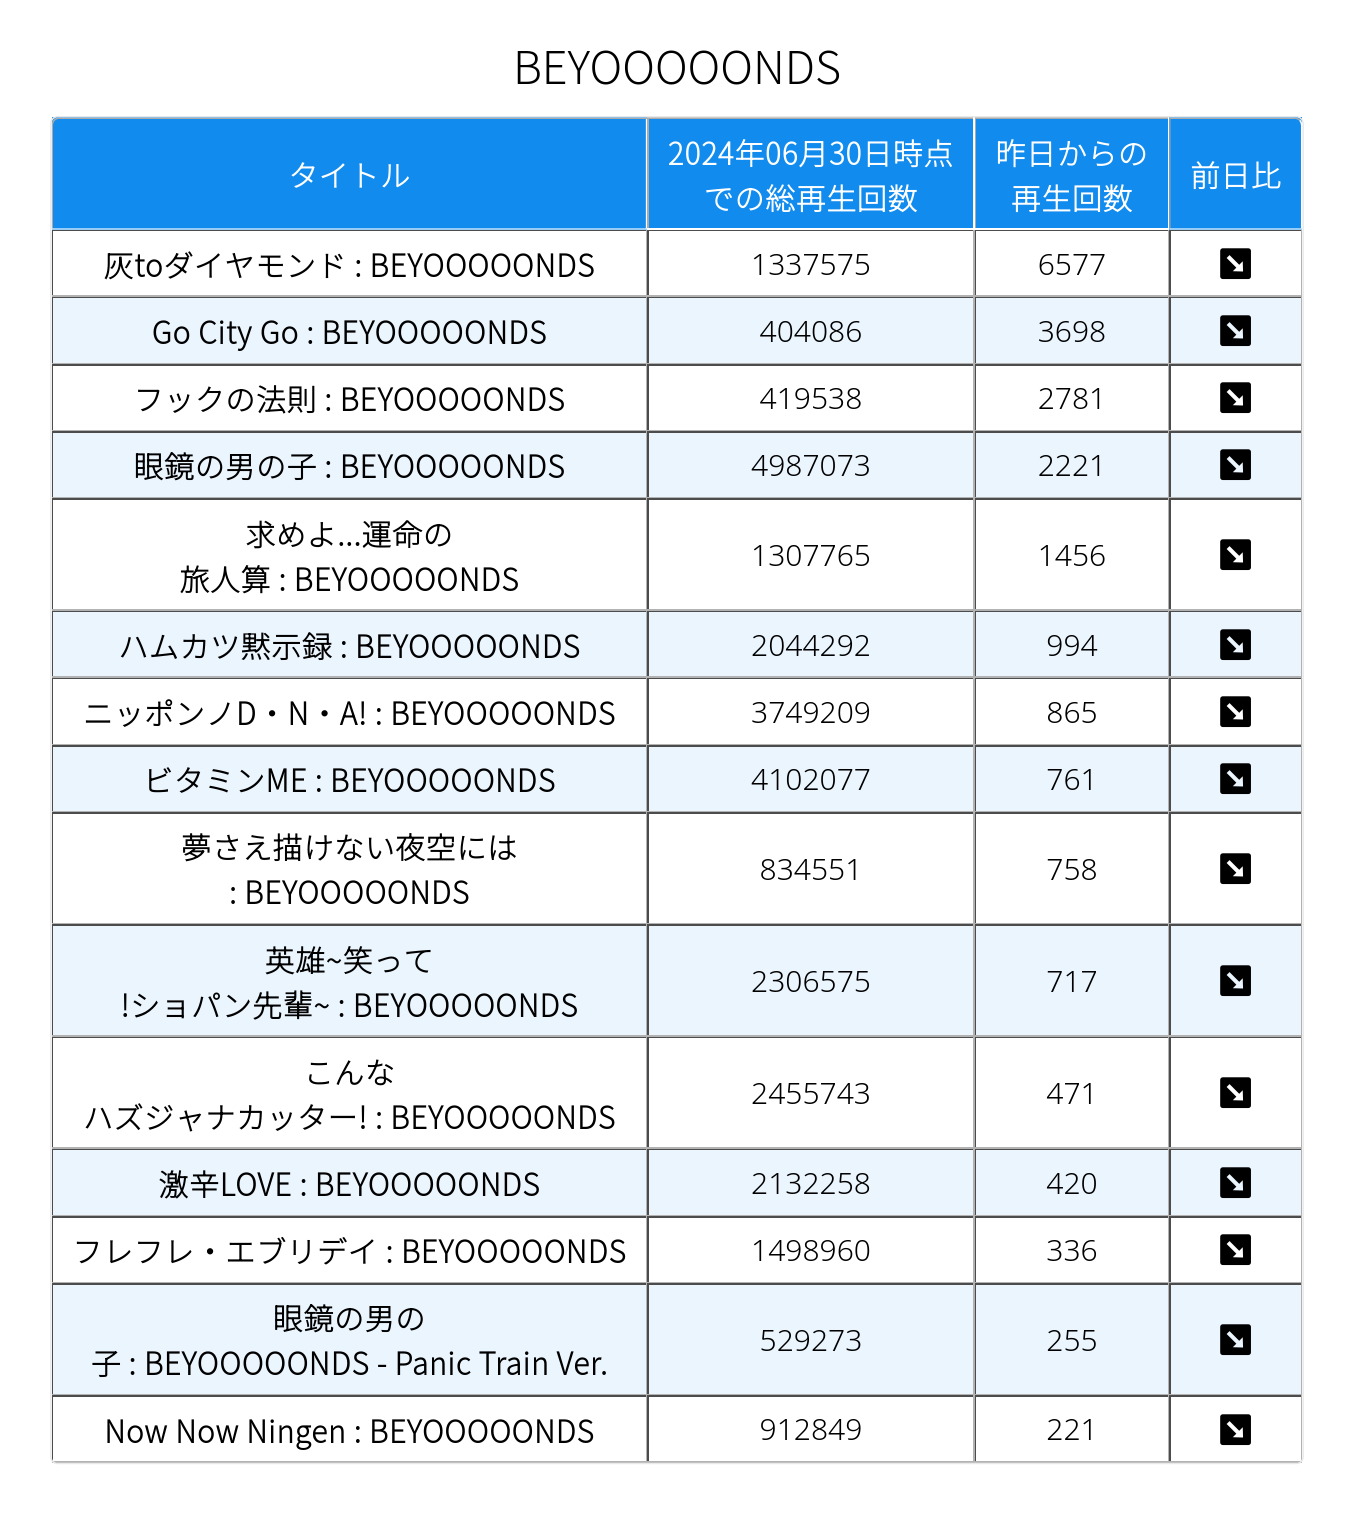 BEYOOOOONDS
タイトル
2024年06月30日時点
での総再生回数
昨日からの
再生回数
前日比
灰toダイヤモンド : BEYOOOOONDS 1337575 6577
Go City Go : BEYOOOOONDS 404086 3698
フックの法則 : BEYOOOOONDS 419538 2781
眼鏡の男の子 : BEYOOOOONDS 4987073 2221
求めよ...運命の
旅人算 : BEYOOOOONDS 1307765 1456
ハムカツ黙示録 : BEYOOOOONDS 2044292 994
ニッポンノD・N・A! : BEYOOOOONDS 3749209 865
ビタミンME : BEYOOOOONDS 4102077 761
夢さえ描けない夜空には
: BEYOOOOONDS 834551 758
英雄~笑って
!ショパン先輩~ : BEYOOOOONDS 2306575 717
こんな
ハズジャナカッター! : BEYOOOOONDS 2455743 471
激辛LOVE : BEYOOOOONDS 2132258 420
フレフレ・エブリデイ : BEYOOOOONDS 1498960 336
眼鏡の男の
子 : BEYOOOOONDS - Panic Train Ver. 529273 255
Now Now Ningen : BEYOOOOONDS 912849 221